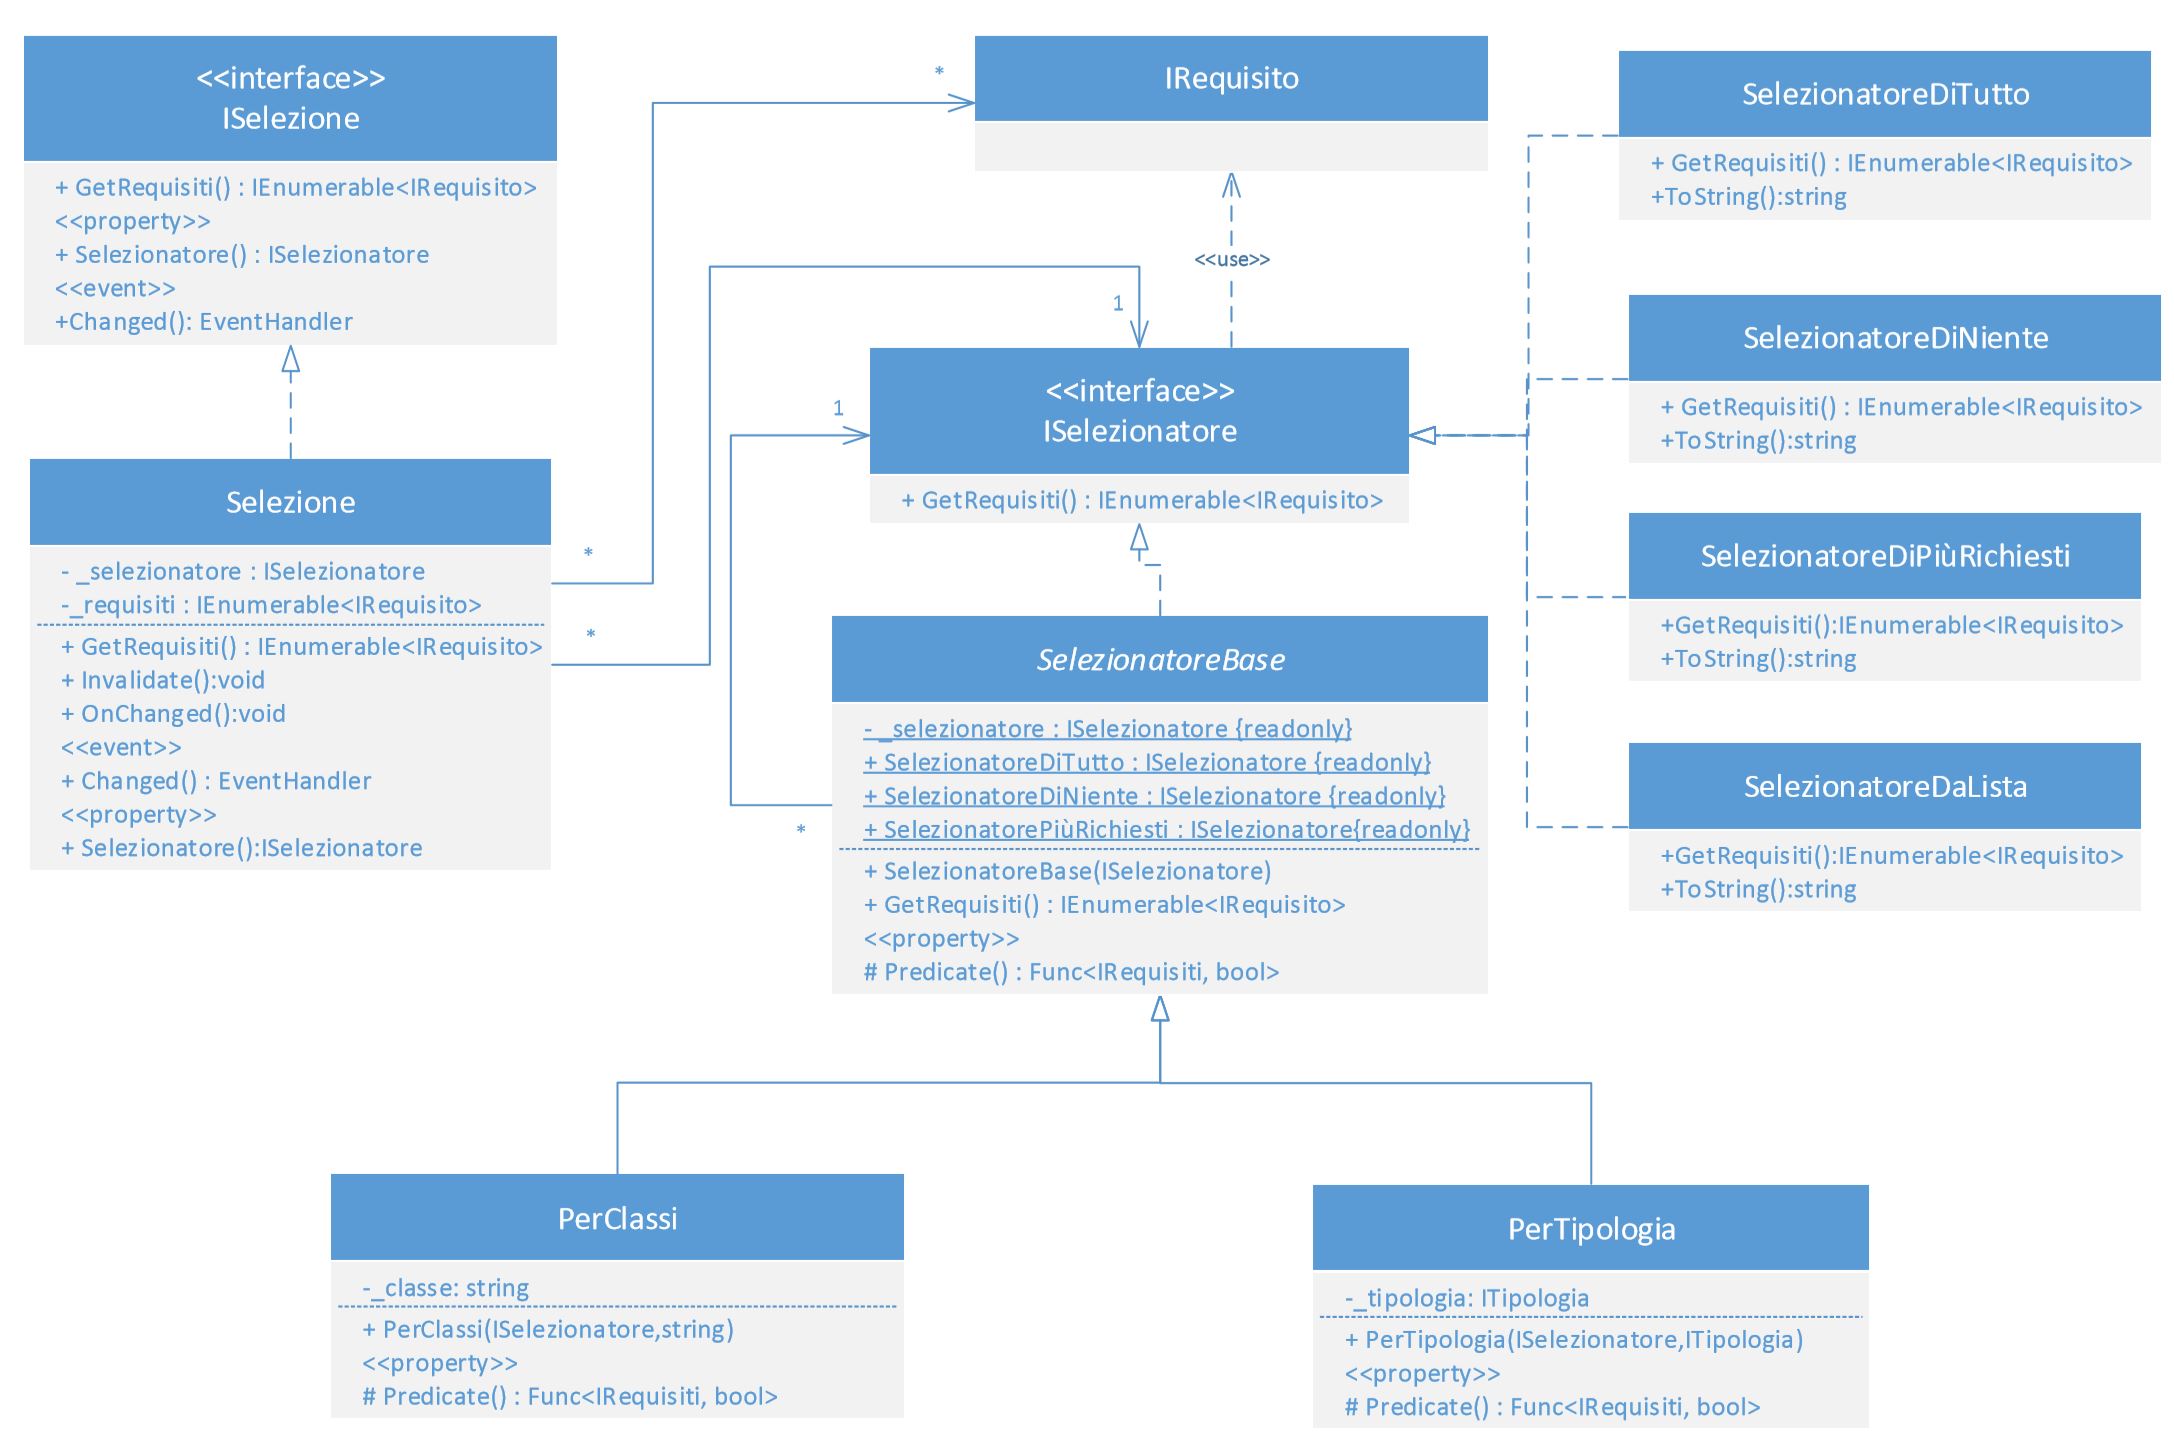 <<interface>>
ISelezione
+ GetRequisiti() : IEnumerable<IRequisito>
<<property>>
+ Selezionatore() : ISelezionatore
<<event>>
+Changed(): EventHandler
Selezione
- _selezionatore : ISelezionatore
-_requisiti : IEnumerable<IRequisito>
+ GetRequisiti() : IEnumerable<IRequisito>
+ Invalidate():void
+ OnChanged():void
<<event>>
+ Changed() : EventHandler
<<property>>
+ Selezionatore():ISelezionatore
*
*
*
IRequisito
<<use>>
1
1
<<interface>>
ISelezionatore
+ GetRequisiti() : IEnumerable<IRequisito>
SelezionatoreBase
- _selezionatore : ISelezionatore {readonly}
+ SelezionatoreDiTutto : ISelezionatore {readonly}
+ SelezionatoreDiNiente : ISelezionatore {readonly}
+ SelezionatorePiùRichiesti : ISelezionatore{readonly}
*
+ SelezionatoreBase(ISelezionatore)
+ GetRequisiti() : IEnumerable<IRequisito>
<<property>>
# Predicate() : Func<IRequisiti, bool>
SelezionatoreDiTutto
+ GetRequisiti() : IEnumerable<IRequisito>
+ToString():string
SelezionatoreDiNiente
+ GetRequisiti() : IEnumerable<IRequisito>
+ToString():string
SelezionatoreDiPiùRichiesti
+GetRequisiti():IEnumerable<IRequisito>
+ToString():string
SelezionatoreDaLista
+GetRequisiti():IEnumerable<IRequisito>
+ToString():string
PerClassi
-_classe: string
+ PerClassi(ISelezionatore,string)
<<property>>
# Predicate() : Func<IRequisiti, bool>
PerTipologia
-_tipologia: ITipologia
+ PerTipologia(ISelezionatore,ITipologia)
<<property>>
# Predicate() : Func<IRequisiti, bool>